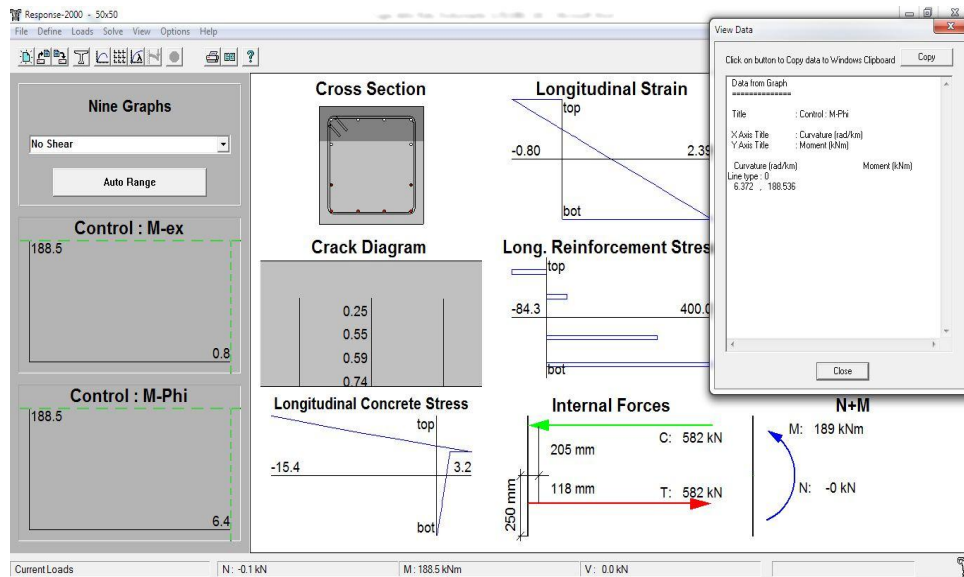 Response-2000 - 50x50
File Define Loads Solve View Options Help
Nine Graphs
No Shear
Auto Range
Control : M-ex
188.5
0.8
Control : M-Phi
188.5
6.4
Cross Section
Longitudinal Strain
top
-0.80
2.39
bot
Crack Diagram
0.25
0.55
0.59
0.74
Long. Reinforcement Stress
top
-84.3
400.0
bot
Longitudinal Concrete Stress
top
-15.4
3.2
bot
Internal Forces
C: 582 kN
205 mm
118 mm
T: 582 kN
250 mm
N+M
M: 189 kNm
N: -0 kN
View Data
Click on button to Copy data to Windows Clipboard
Copy
Data from Graph
==============
Title : Control : M-Phi
X Axis Title : Curvature (rad/km)
Y Axis Title : Moment (kNm)
Curvature (rad/km) Moment (kNm)
Line type : 0
6.372 , 188.536
Close
Current Loads N : -0.1 kN M : 188.5 kNm V : 0.0 kN